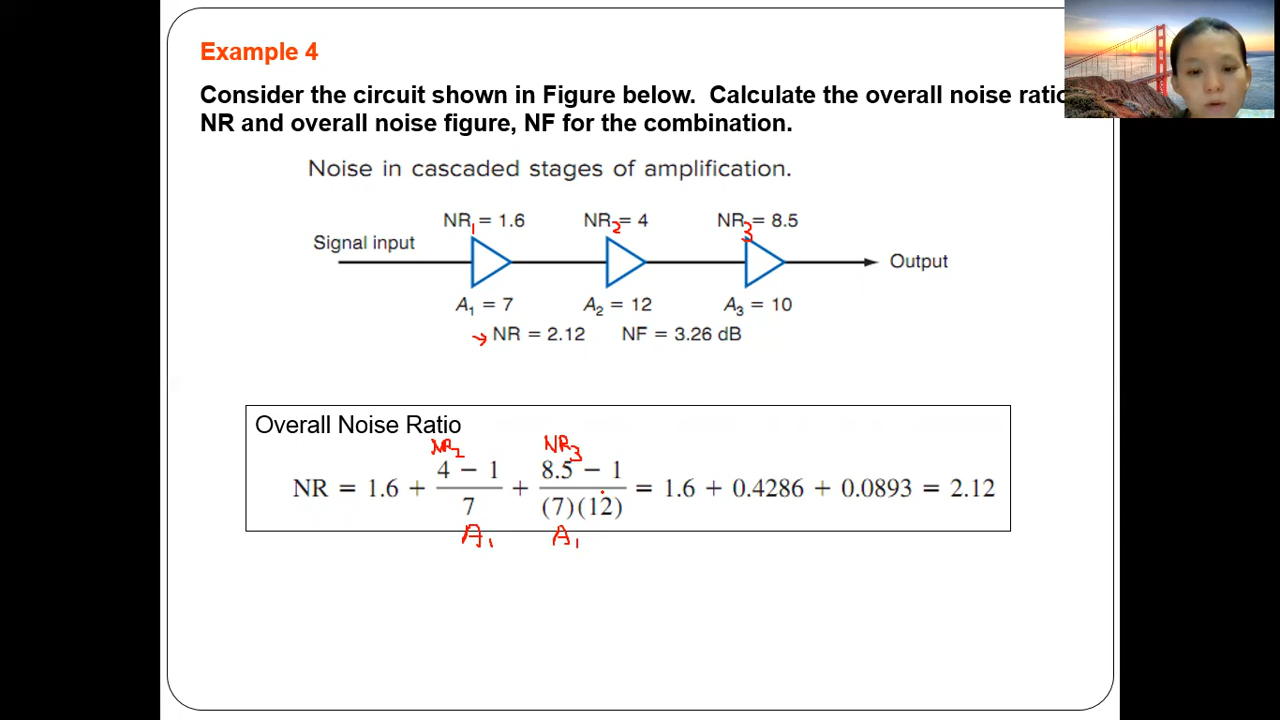 Example 4
Consider the circuit shown in Figure below. Calculate the overall noise ratio
NR and overall noise figure, NF for the combination.
Noise in cascaded stages of amplification.
NR1 = 1.6 NR2 = 4 NR3 = 8.5
Signal input
Output
A1 = 7 A2 = 12 A3 = 10
→ NR = 2.12 NF = 3.26 dB
Overall Noise Ratio
NR2 NR3
NR = 1.6 + (4 − 1)/7 + (8.5 − 1)/(7)(12) = 1.6 + 0.4286 + 0.0893 = 2.12
A1 A1